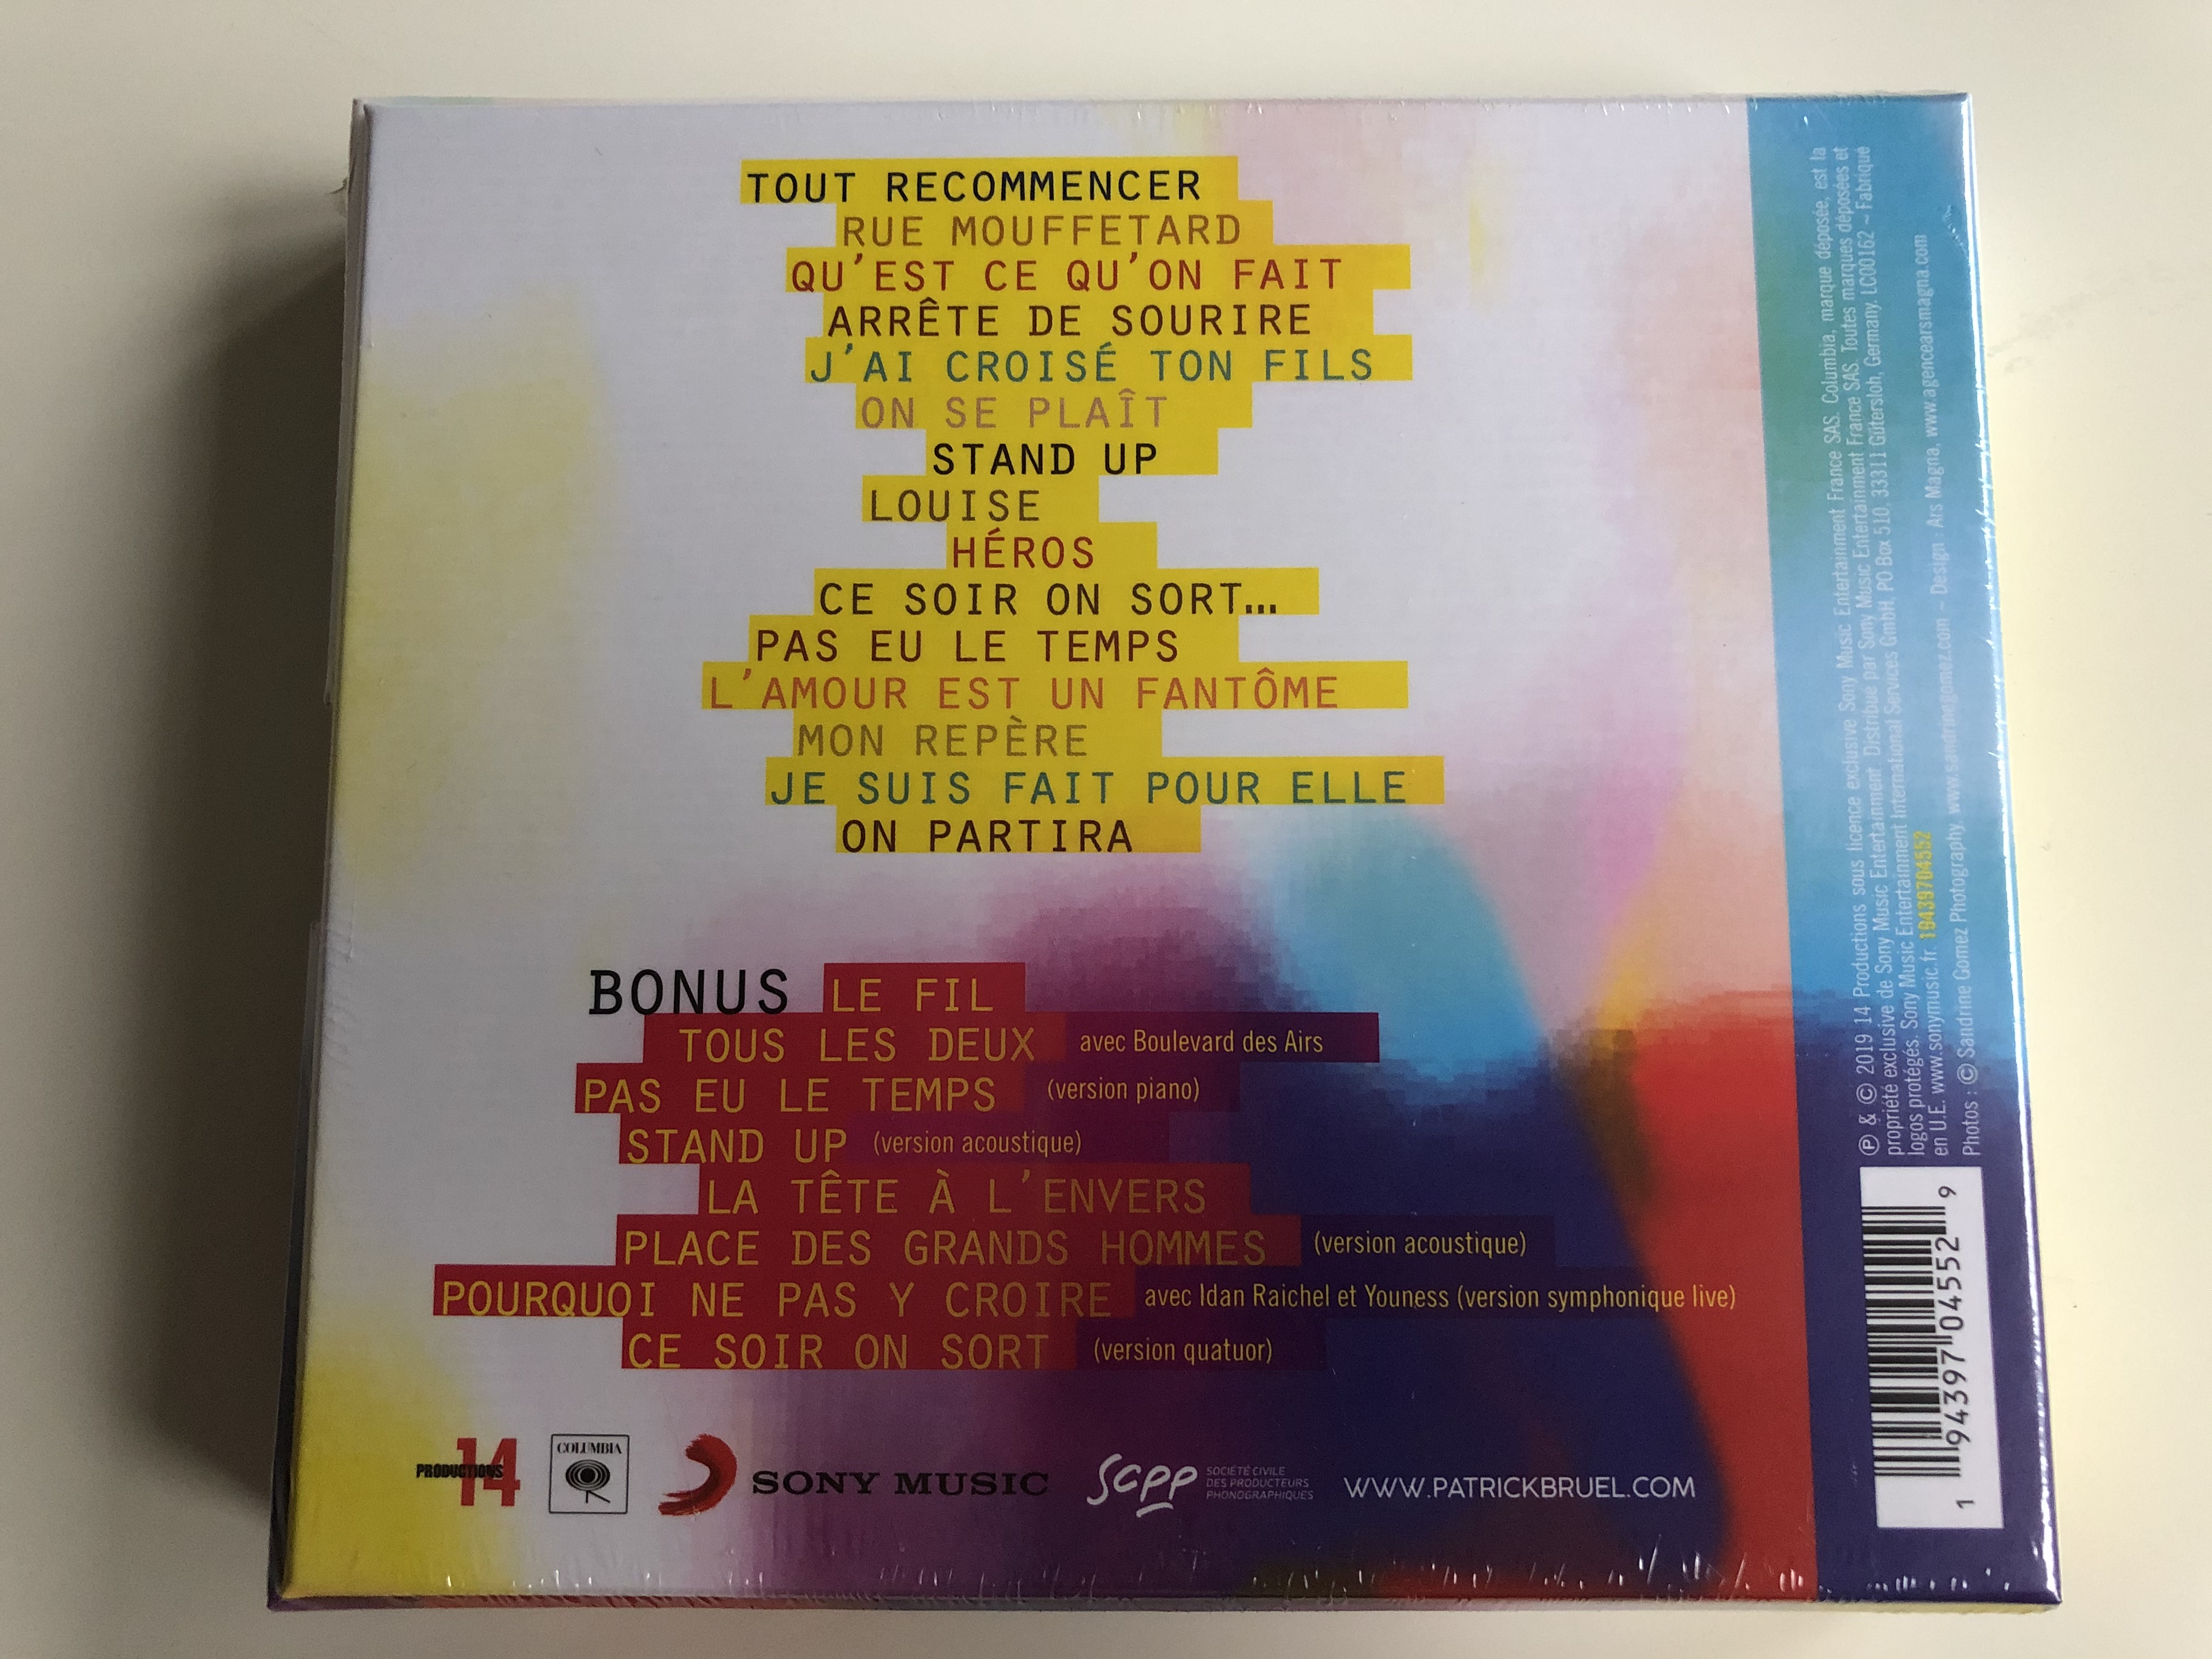 TOUT RECOMMENCER
RUE MOUFFETARD
QU'EST CE QU'ON FAIT
ARRÊTE DE SOURIRE
J'AI CROISÉ TON FILS
ON SE PLAÎT
STAND UP
LOUISE
HÉROS
CE SOIR ON SORT...
PAS EU LE TEMPS
L'AMOUR EST UN FANTÔME
MON REPÈRE
JE SUIS FAIT POUR ELLE
ON PARTIRA
BONUS LE FIL
TOUS LES DEUX avec Boulevard des Airs
PAS EU LE TEMPS (version piano)
STAND UP (version acoustique)
LA TÊTE À L'ENVERS
PLACE DES GRANDS HOMMES (version acoustique)
POURQUOI NE PAS Y CROIRE avec Idan Raichel et Youness (version symphonique live)
CE SOIR ON SORT (version quatuor)
14 PRODUCTIONS
COLUMBIA
SONY MUSIC
SCPP SOCIÉTÉ CIVILE
DES PRODUCTEURS
PHONOGRAPHIQUES
WWW.PATRICKBRUEL.COM
℗ & © 2019 14 Productions sous licence exclusive Sony Music Entertainment France SAS. Columbia, marque déposée, est la
propriété exclusive de Sony Music Entertainment. Distribué par Sony Music Entertainment France SAS. Toutes marques déposées et
logos protégés. Sony Music Entertainment International Services GmbH, PO Box 510, 33311 Gütersloh, Germany. LC00162 ~ Fabriqué
en U.E. www.sonymusic.fr. 19439704552
Photos : © Sandrine Gomez Photography. www.sandrinegomez.com ~ Design : Ars Magna, www.agencearsmagna.com
1 94397 04552 9